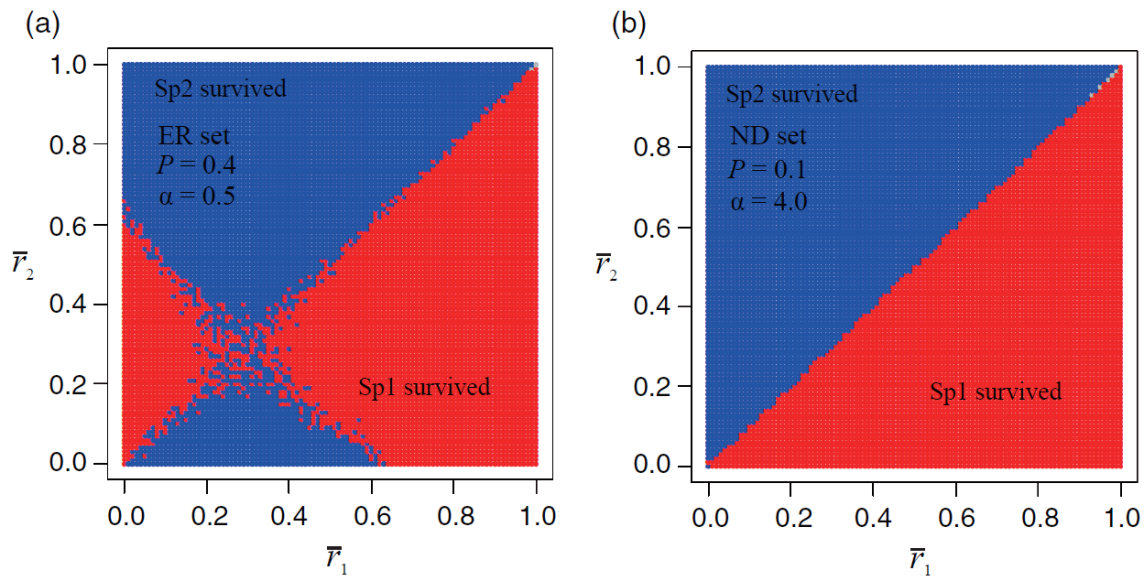 (a)
1.0
0.8
0.6
0.4
0.2
0.0
r̄₂
Sp2 survived
ER set
P = 0.4
α = 0.5
Sp1 survived
0.0 0.2 0.4 0.6 0.8 1.0
r̄₁
(b)
1.0
0.8
0.6
0.4
0.2
0.0
r̄₂
Sp2 survived
ND set
P = 0.1
α = 4.0
Sp1 survived
0.0 0.2 0.4 0.6 0.8 1.0
r̄₁